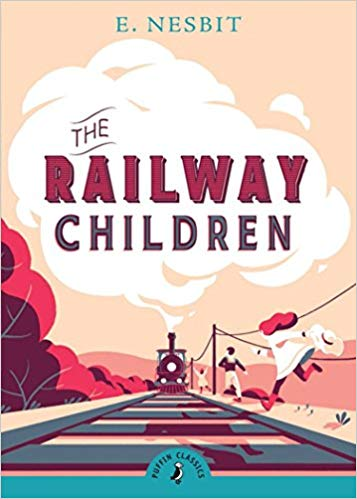 E. NESBIT
THE
RAILWAY
CHILDREN
PUFFIN CLASSICS